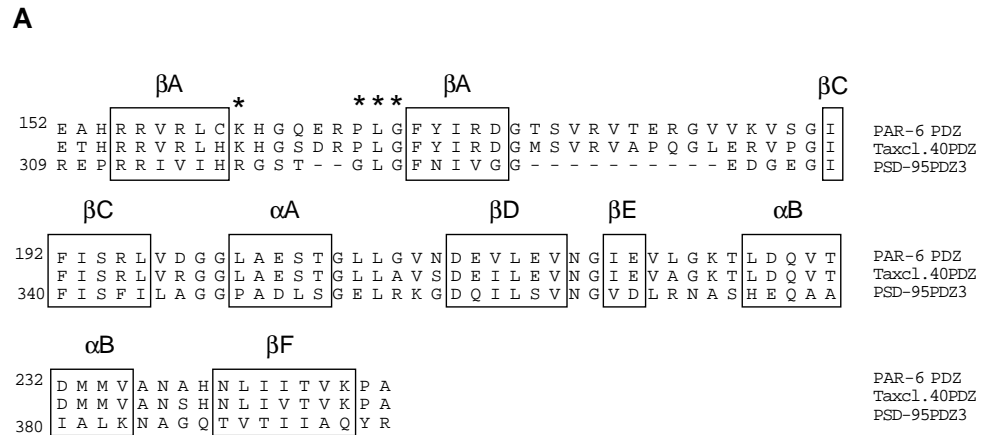 A
βA * * * * βA βC
152 E A H R R V R L C K H G Q E R P L G F Y I R D G T S V R V T E R G V V K V S G I PAR-6 PDZ
E T H R R V R L H K H G S D R P L G F Y I R D G M S V R V A P Q G L E R V P G I Taxcl.40PDZ
309 R E P R R I V I H R G S T - - G L G F N I V G G - - - - - - - - - E D G E G I PSD-95PDZ3
βC αA βD βE αB
192 F I S R L V D G G L A E S T G L L G V N D E V L E V N G I E V L G K T L D Q V T PAR-6 PDZ
F I S R L V R G G L A E S T G L L A V S D E I L E V N G I E V A G K T L D Q V T Taxcl.40PDZ
340 F I S F I L A G G P A D L S G E L R K G D Q I L S V N G V D L R N A S H E Q A A PSD-95PDZ3
αB βF
232 D M M V A N A H N L I I T V K P A PAR-6 PDZ
D M M V A N S H N L I V T V K P A Taxcl.40PDZ
380 I A L K N A G Q T V T I I A Q Y R PSD-95PDZ3